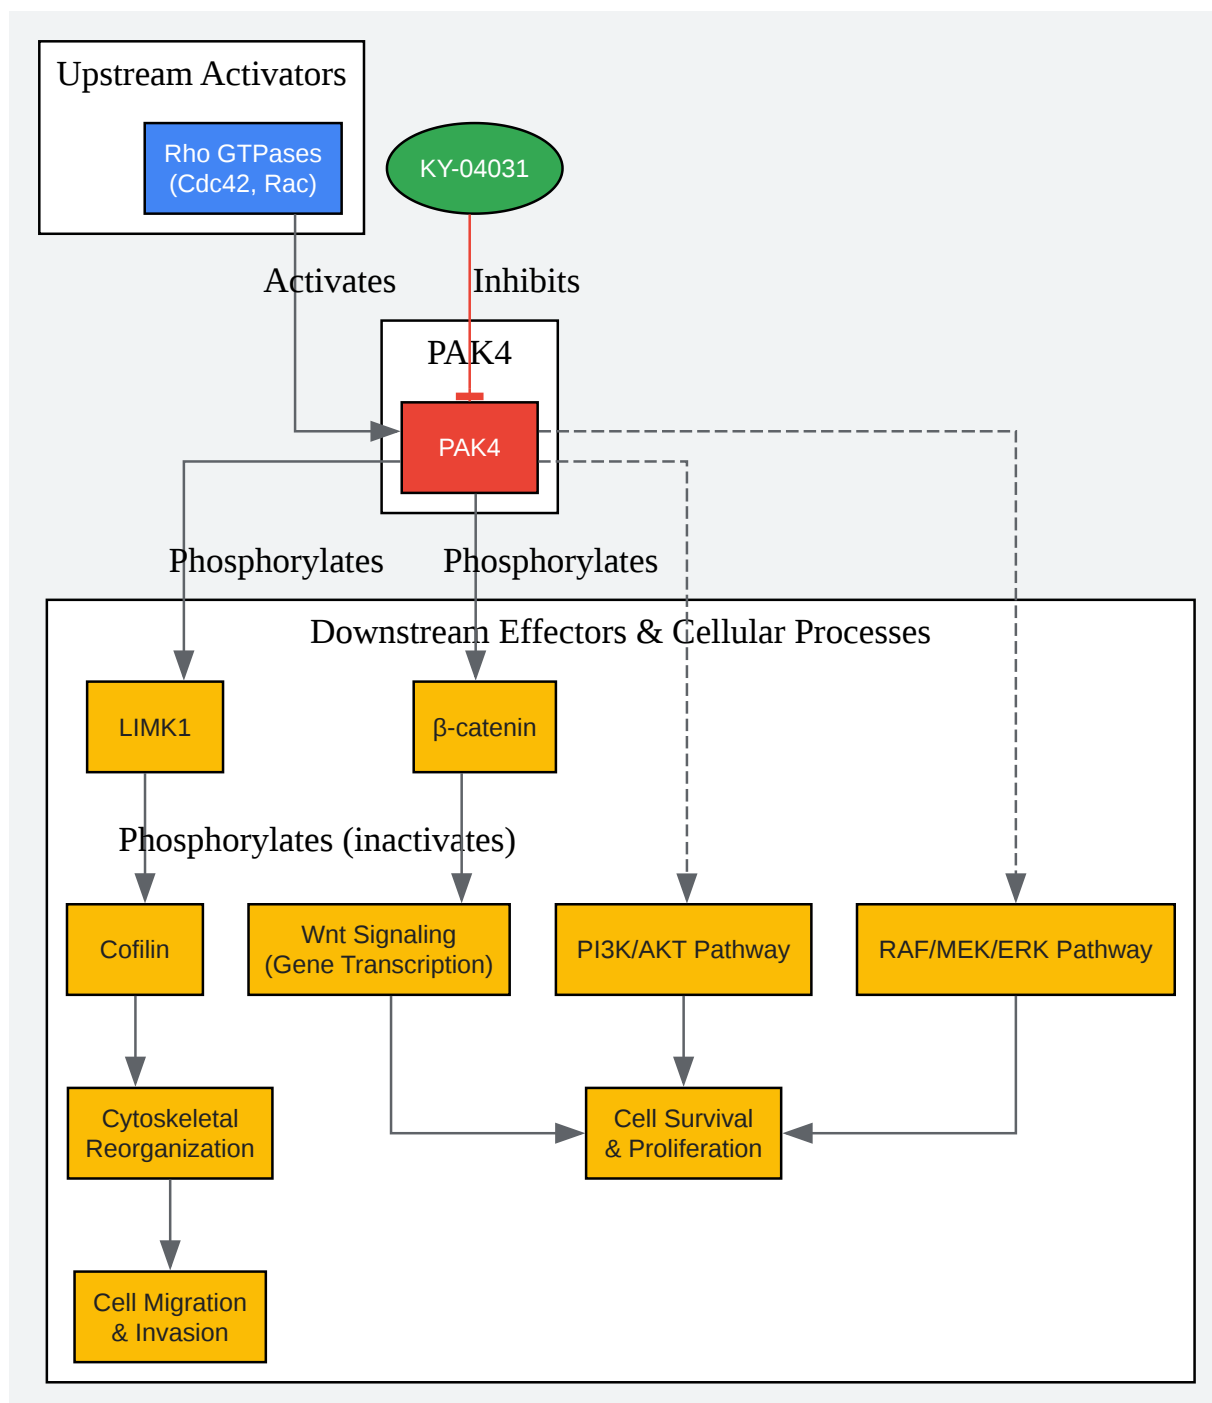 Upstream Activators
Rho GTPases
(Cdc42, Rac)
KY-04031
Activates
Inhibits
PAK4
PAK4
Phosphorylates
Phosphorylates
Downstream Effectors & Cellular Processes
LIMK1
β-catenin
Phosphorylates (inactivates)
Cofilin
Wnt Signaling
(Gene Transcription)
PI3K/AKT Pathway
RAF/MEK/ERK Pathway
Cytoskeletal
Reorganization
Cell Survival
& Proliferation
Cell Migration
& Invasion